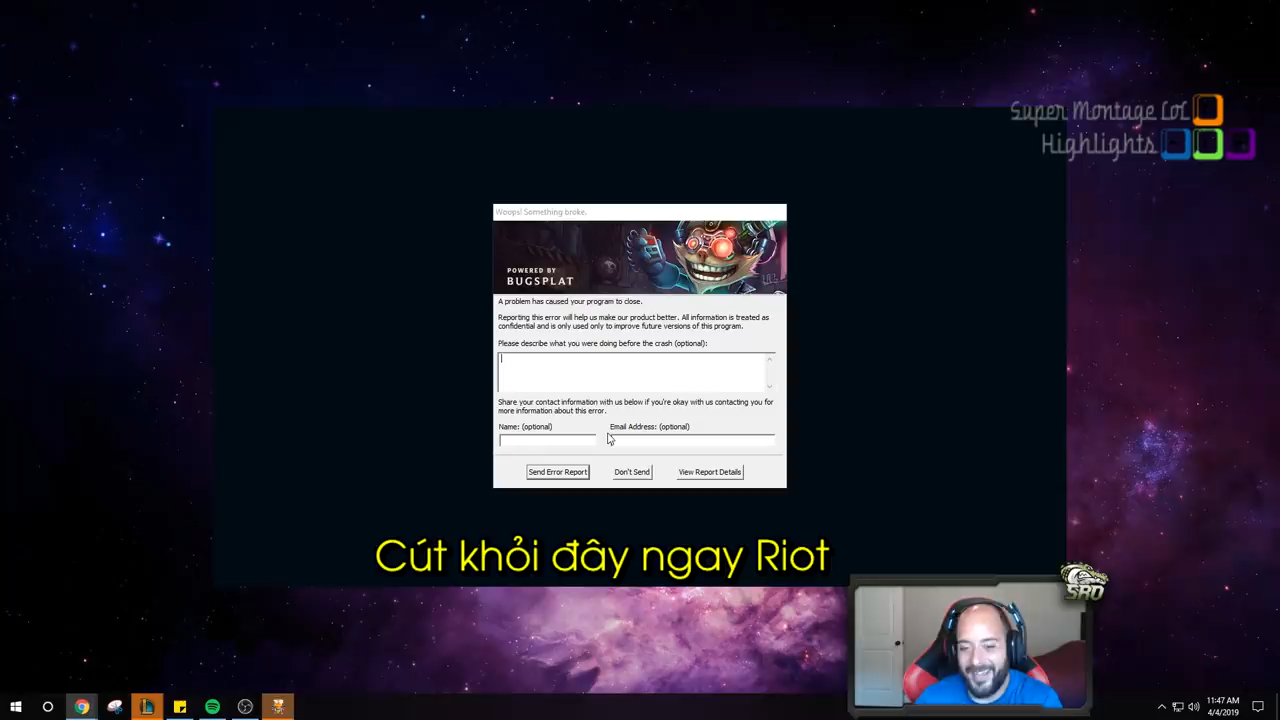 Super Montage LoL
Highlights
Woops! Something broke.
POWERED BY
BUGSPLAT
A problem has caused your program to close.
Reporting this error will help us make our product better. All information is treated as
confidential and is only used only to improve future versions of this program.
Please describe what you were doing before the crash (optional):
Share your contact information with us below if you're okay with us contacting you for
more information about this error.
Name: (optional)
Email Address: (optional)
Send Error Report
Don't Send
View Report Details
Cút khỏi đây ngay Riot
SRO
11:47 AM
4/4/2019